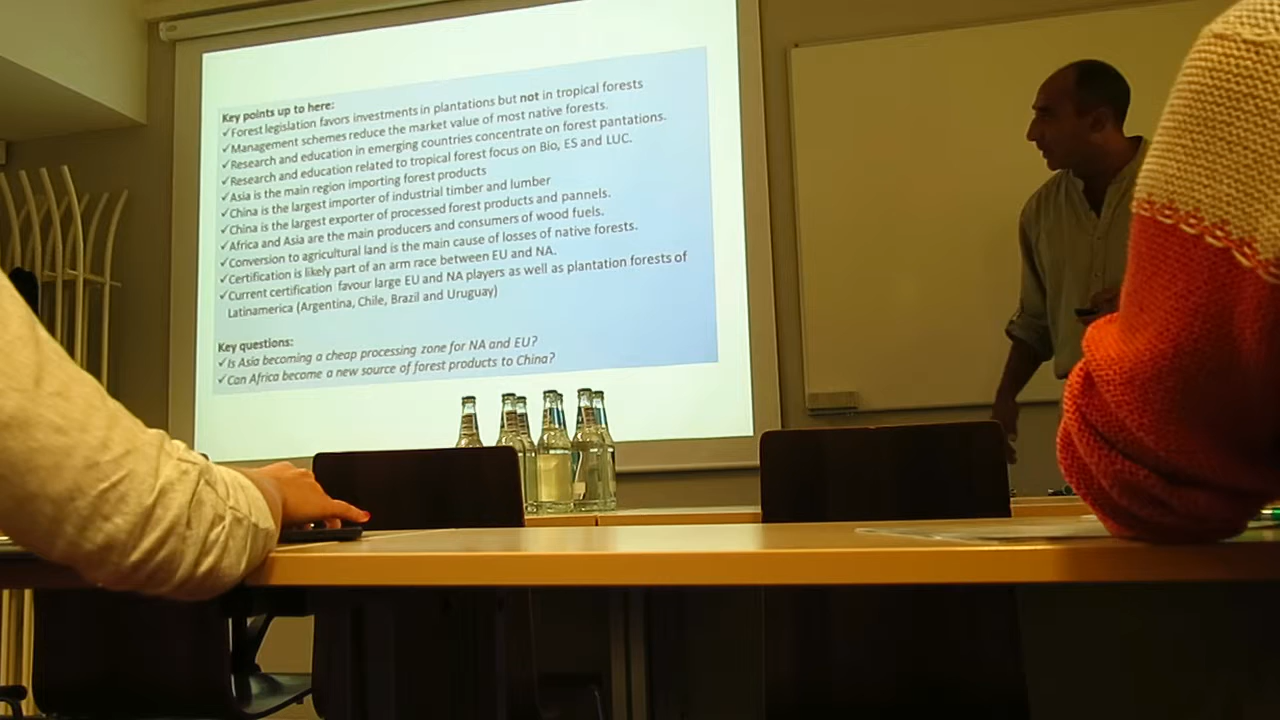 Key points up to here:
✓Forest legislation favors investments in plantations but not in tropical forests
✓Management schemes reduce the market value of most native forests.
✓Research and education in emerging countries concentrate on forest pantations.
✓Research and education related to tropical forest focus on Bio, ES and LUC.
✓Asia is the main region importing forest products
✓China is the largest importer of industrial timber and lumber
✓China is the largest exporter of processed forest products and pannels.
✓Africa and Asia are the main producers and consumers of wood fuels.
✓Conversion to agricultural land is the main cause of losses of native forests.
✓Certification is likely part of an arm race between EU and NA.
✓Current certification favour large EU and NA players as well as plantation forests of
Latinamerica (Argentina, Chile, Brazil and Uruguay)
Key questions:
✓Is Asia becoming a cheap processing zone for NA and EU?
✓Can Africa become a new source of forest products to China?